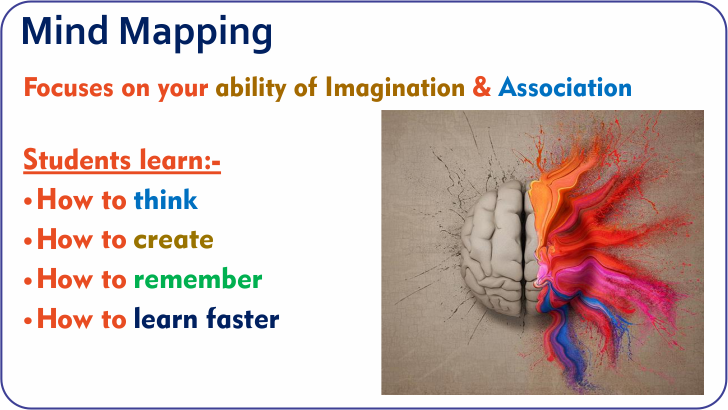 Mind Mapping
Focuses on your ability of Imagination & Association
Students learn:-
•How to think
•How to create
•How to remember
•How to learn faster